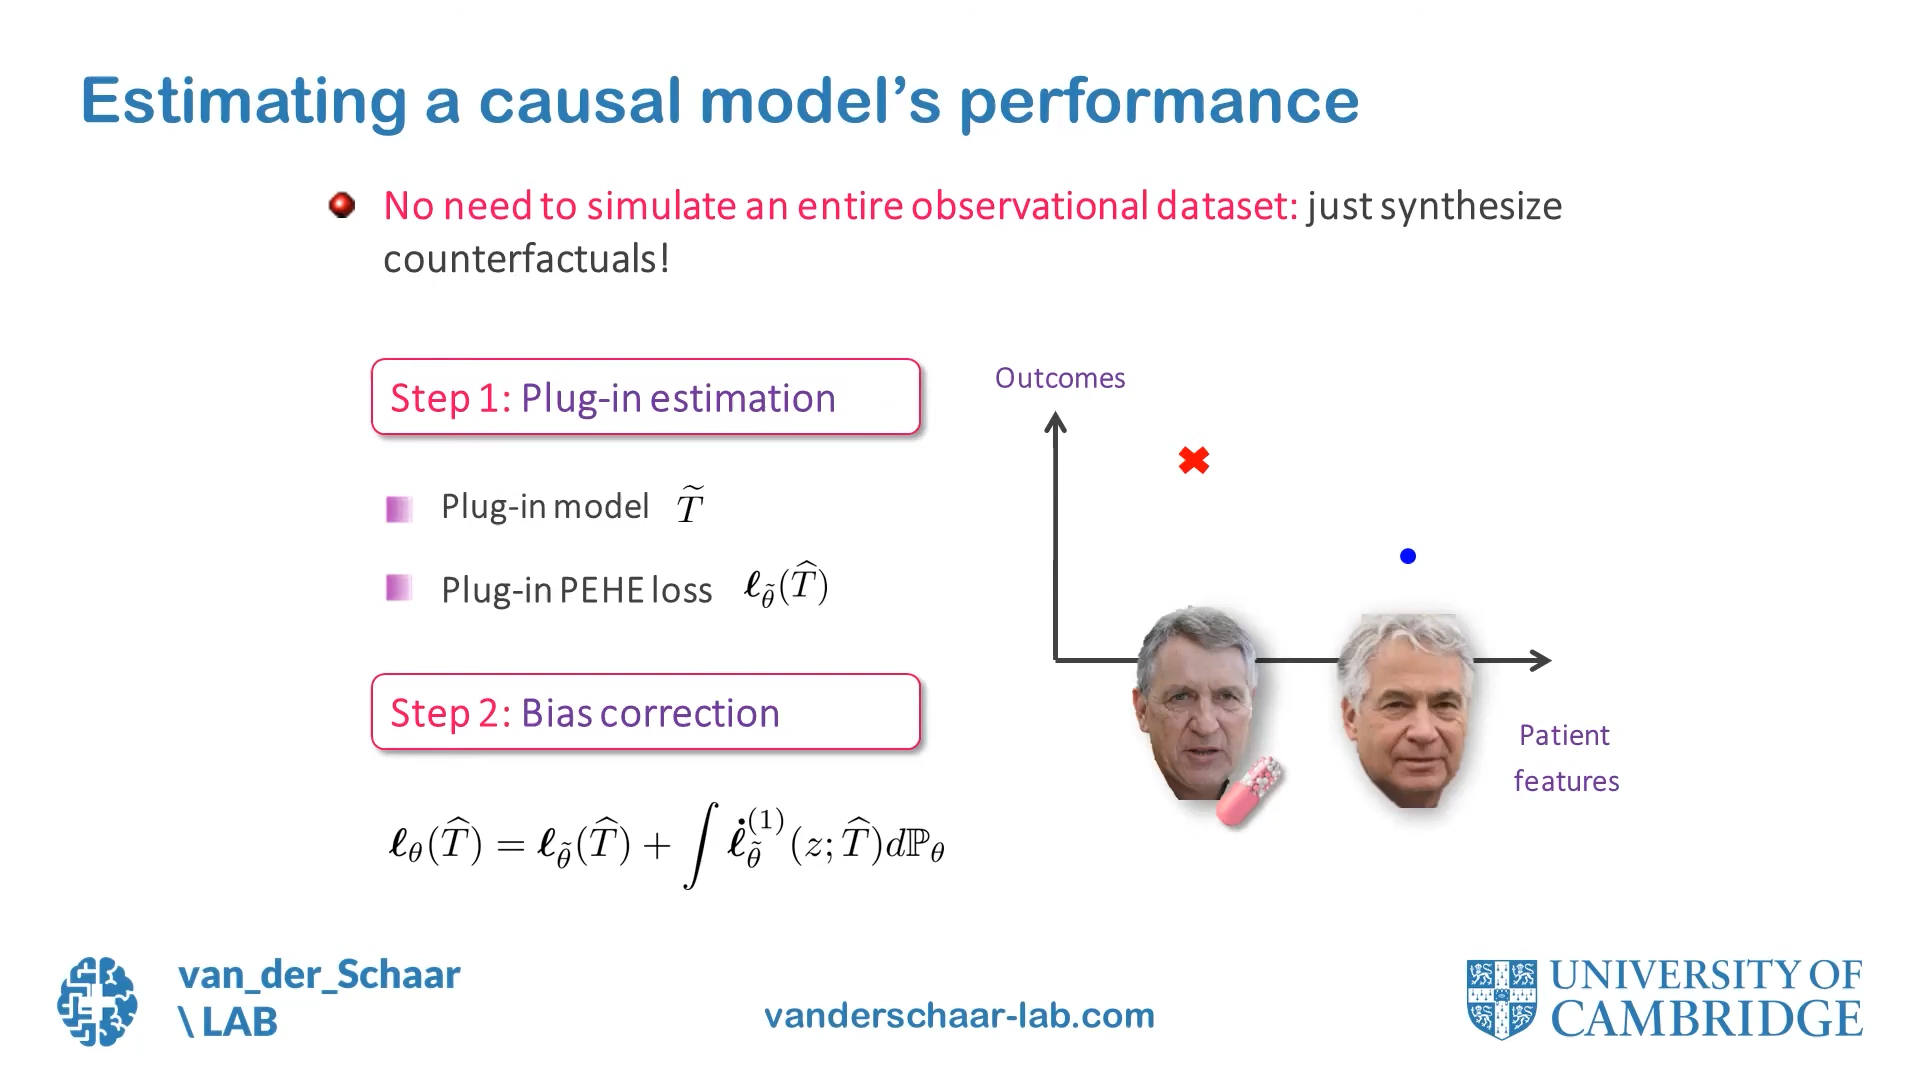 Estimating a causal model’s performance
No need to simulate an entire observational dataset: just synthesize
counterfactuals!
Step 1: Plug-in estimation
Plug-in model T̃
Plug-in PEHE loss ℓ_θ̃(T̂)
Step 2: Bias correction
ℓ_θ(T̂) = ℓ_θ̃(T̂) + ∫ ℓ̇_θ̃^(1)(z; T̂)dℙ_θ
Outcomes
Patient
features
van_der_Schaar
\ LAB
vanderschaar-lab.com
UNIVERSITY OF
CAMBRIDGE